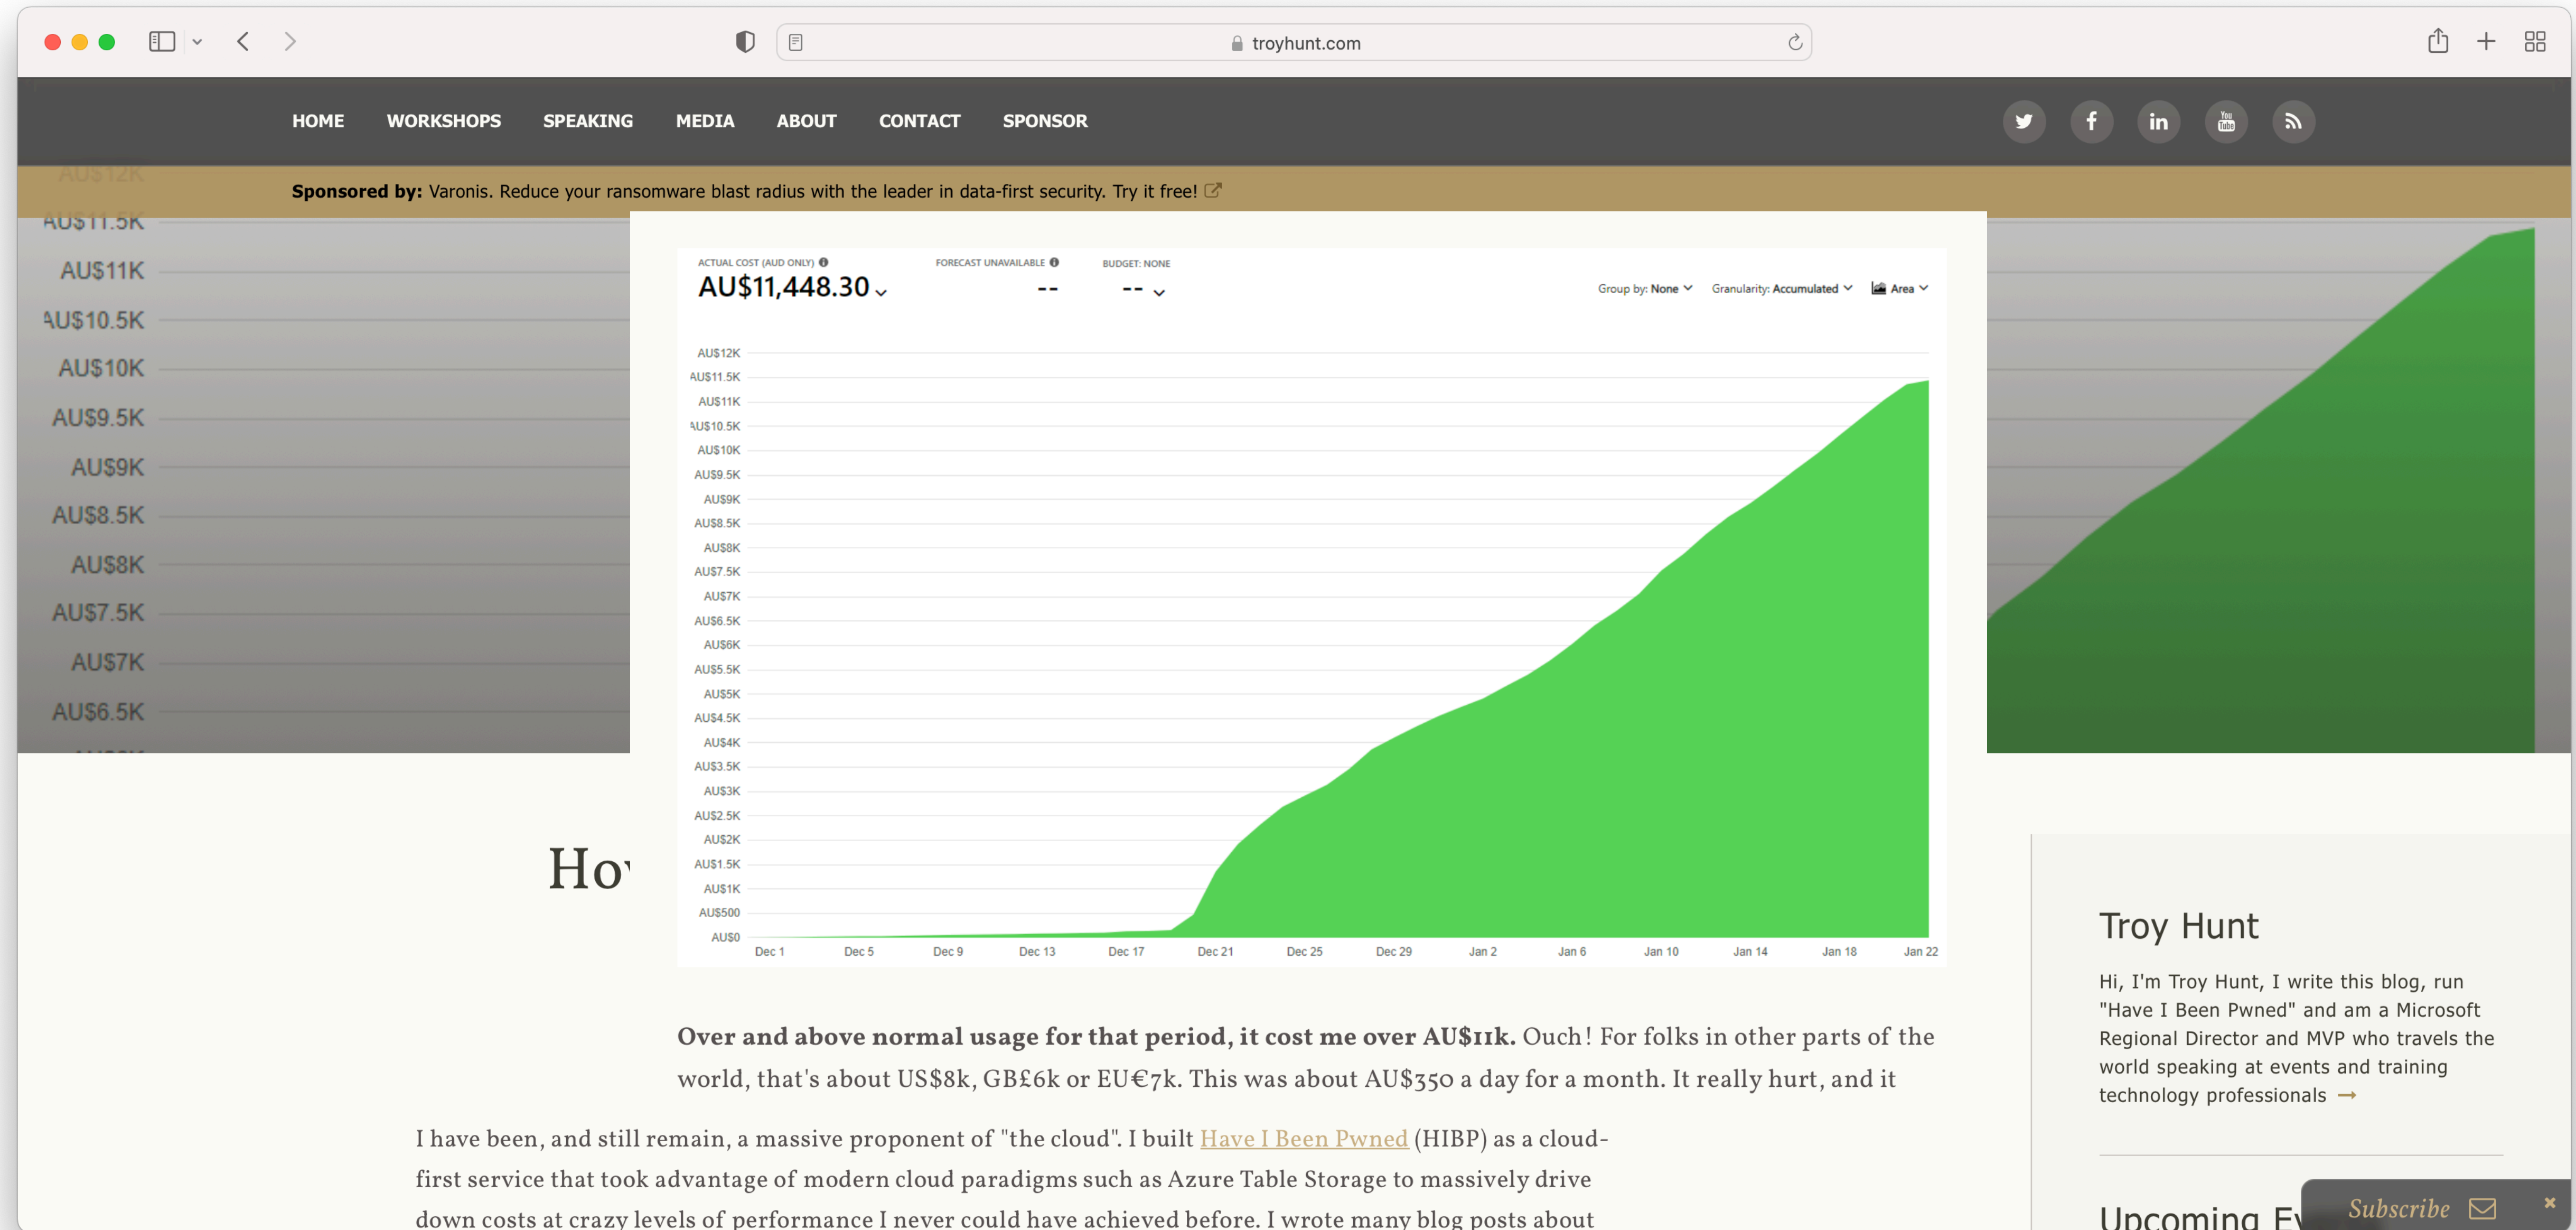 troyhunt.com
HOME WORKSHOPS SPEAKING MEDIA ABOUT CONTACT SPONSOR
You
Tube
AU$12K
Sponsored by: Varonis. Reduce your ransomware blast radius with the leader in data-first security. Try it free!
AU$11.5K
AU$11K
AU$10.5K
AU$10K
AU$9.5K
AU$9K
AU$8.5K
AU$8K
AU$7.5K
AU$7K
AU$6.5K
ACTUAL COST (AUD ONLY) FORECAST UNAVAILABLE BUDGET: NONE
AU$11,448.30 -- --
Group by: None Granularity: Accumulated Area
AU$12K
AU$11.5K
AU$11K
AU$10.5K
AU$10K
AU$9.5K
AU$9K
AU$8.5K
AU$8K
AU$7.5K
AU$7K
AU$6.5K
AU$6K
AU$5.5K
AU$5K
AU$4.5K
AU$4K
AU$3.5K
AU$3K
AU$2.5K
AU$2K
AU$1.5K
AU$1K
AU$500
AU$0
Dec 1 Dec 5 Dec 9 Dec 13 Dec 17 Dec 21 Dec 25 Dec 29 Jan 2 Jan 6 Jan 10 Jan 14 Jan 18 Jan 22
Over and above normal usage for that period, it cost me over AU$11k. Ouch! For folks in other parts of the
world, that's about US$8k, GB£6k or EU€7k. This was about AU$350 a day for a month. It really hurt, and it
I have been, and still remain, a massive proponent of "the cloud". I built Have I Been Pwned (HIBP) as a cloud-
first service that took advantage of modern cloud paradigms such as Azure Table Storage to massively drive
down costs at crazy levels of performance I never could have achieved before. I wrote many blog posts about
Troy Hunt
Hi, I'm Troy Hunt, I write this blog, run
"Have I Been Pwned" and am a Microsoft
Regional Director and MVP who travels the
world speaking at events and training
technology professionals →
Upcoming
Subscribe